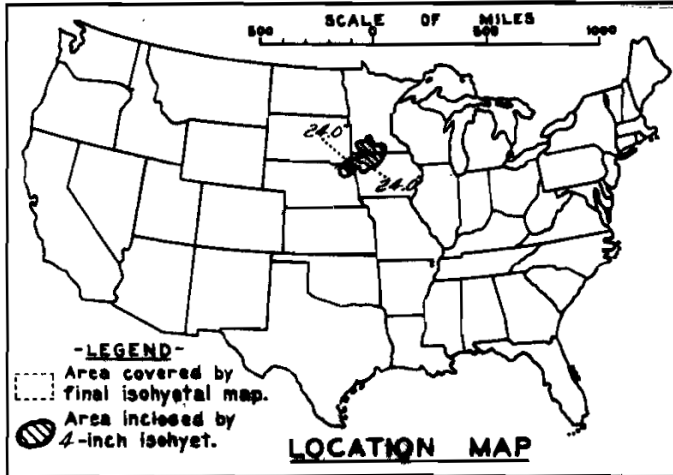 SCALE OF MILES
500 0 500 1000
24.0
24.0
-LEGEND-
Area covered by
final isohyetal map.
Area inclosed by
4-inch isohyet.
LOCATION MAP